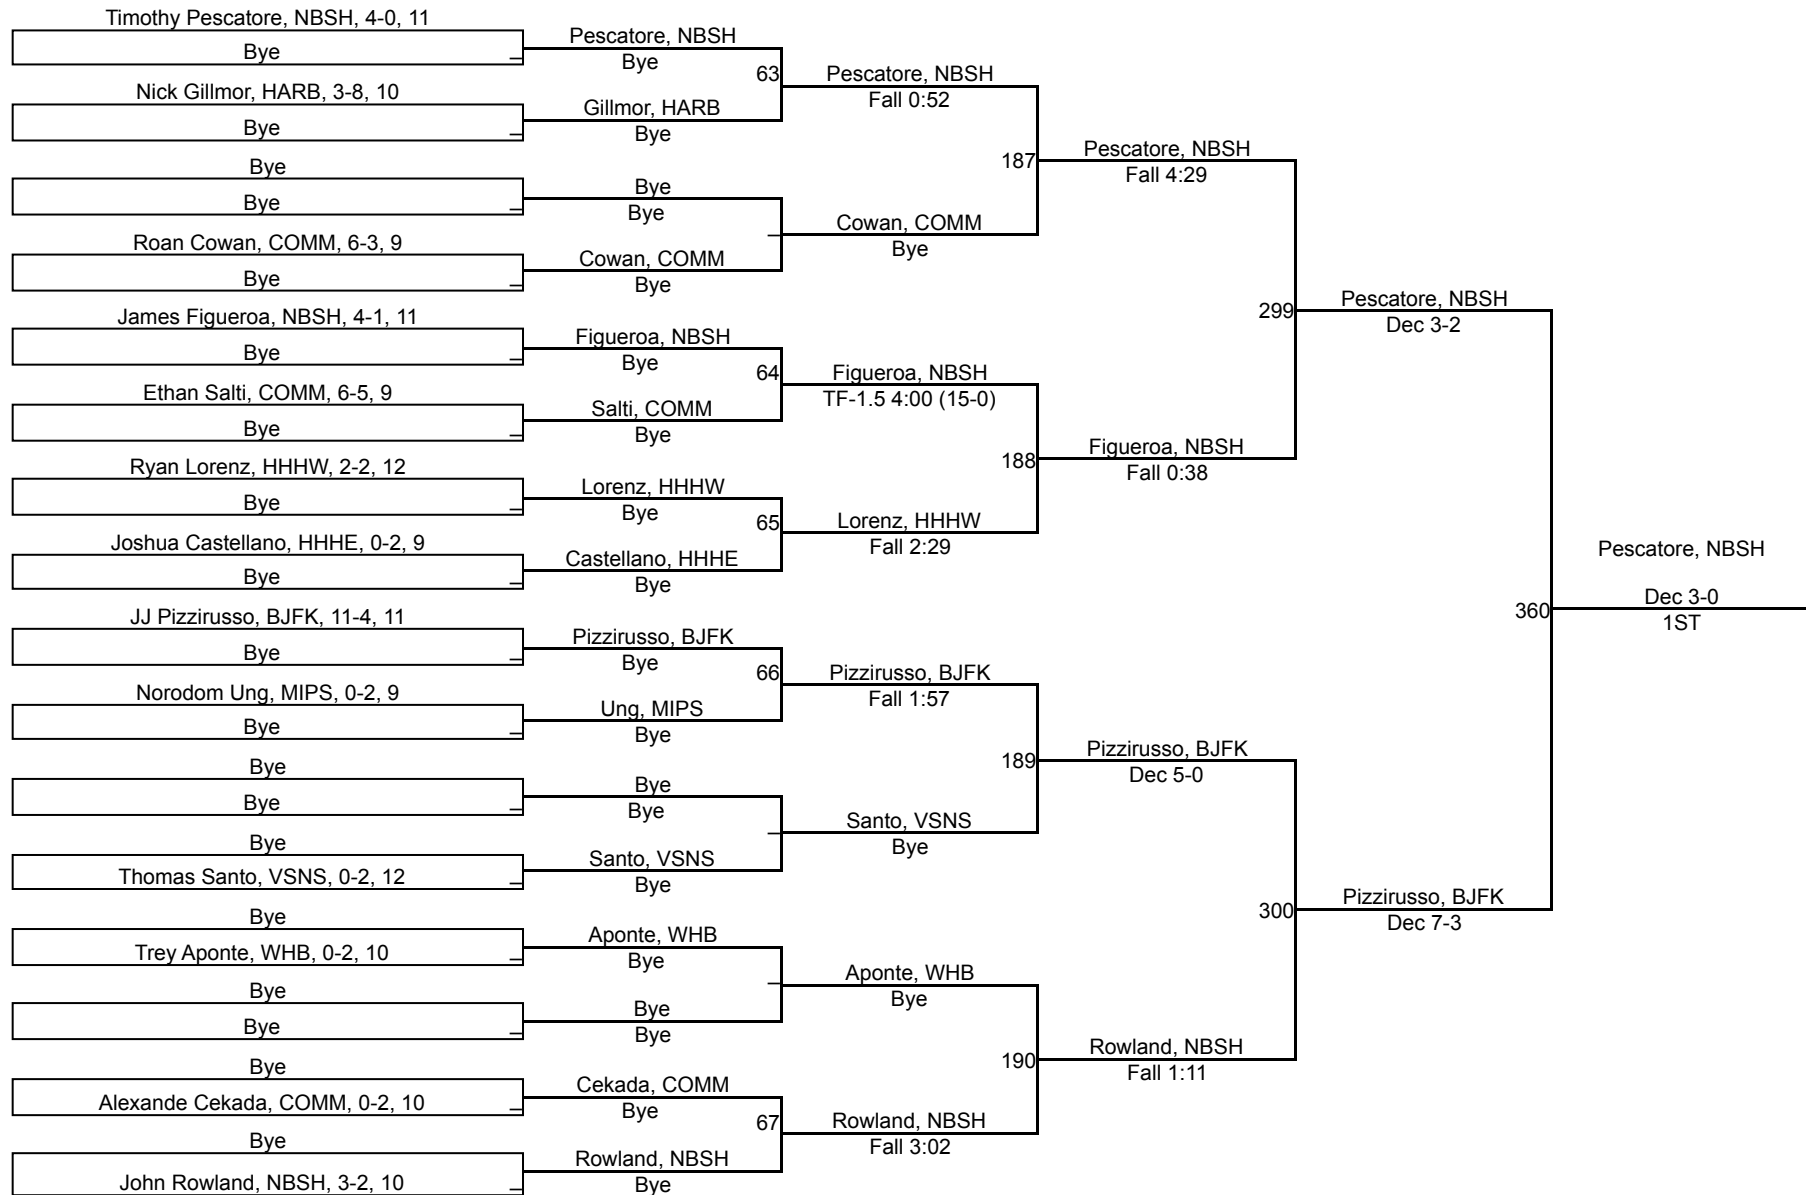 Timothy Pescatore, NBSH, 4-0, 11
Bye
Nick Gillmor, HARB, 3-8, 10
Bye
Bye
Bye
Roan Cowan, COMM, 6-3, 9
Bye
James Figueroa, NBSH, 4-1, 11
Bye
Ethan Salti, COMM, 6-5, 9
Bye
Ryan Lorenz, HHHW, 2-2, 12
Bye
Joshua Castellano, HHHE, 0-2, 9
Bye
JJ Pizzirusso, BJFK, 11-4, 11
Bye
Norodom Ung, MIPS, 0-2, 9
Bye
Bye
Bye
Bye
Thomas Santo, VSNS, 0-2, 12
Bye
Trey Aponte, WHB, 0-2, 10
Bye
Bye
Bye
Alexande Cekada, COMM, 0-2, 10
Bye
John Rowland, NBSH, 3-2, 10
Pescatore, NBSH
Bye
63
Gillmor, HARB
Bye
Bye
Bye
Cowan, COMM
Bye
Figueroa, NBSH
Bye
64
Salti, COMM
Bye
Lorenz, HHHW
Bye
65
Castellano, HHHE
Bye
Pizzirusso, BJFK
Bye
66
Ung, MIPS
Bye
Bye
Bye
Santo, VSNS
Bye
Aponte, WHB
Bye
Bye
Bye
Cekada, COMM
Bye
67
Rowland, NBSH
Bye
Pescatore, NBSH
Fall 0:52
187
Cowan, COMM
Bye
Figueroa, NBSH
TF-1.5 4:00 (15-0)
188
Lorenz, HHHW
Fall 2:29
Pizzirusso, BJFK
Fall 1:57
189
Santo, VSNS
Bye
Aponte, WHB
Bye
190
Rowland, NBSH
Fall 3:02
Pescatore, NBSH
Fall 4:29
299
Figueroa, NBSH
Fall 0:38
Pizzirusso, BJFK
Dec 5-0
300
Rowland, NBSH
Fall 1:11
Pescatore, NBSH
Dec 3-2
360
Pizzirusso, BJFK
Dec 7-3
Pescatore, NBSH
Dec 3-0
1ST